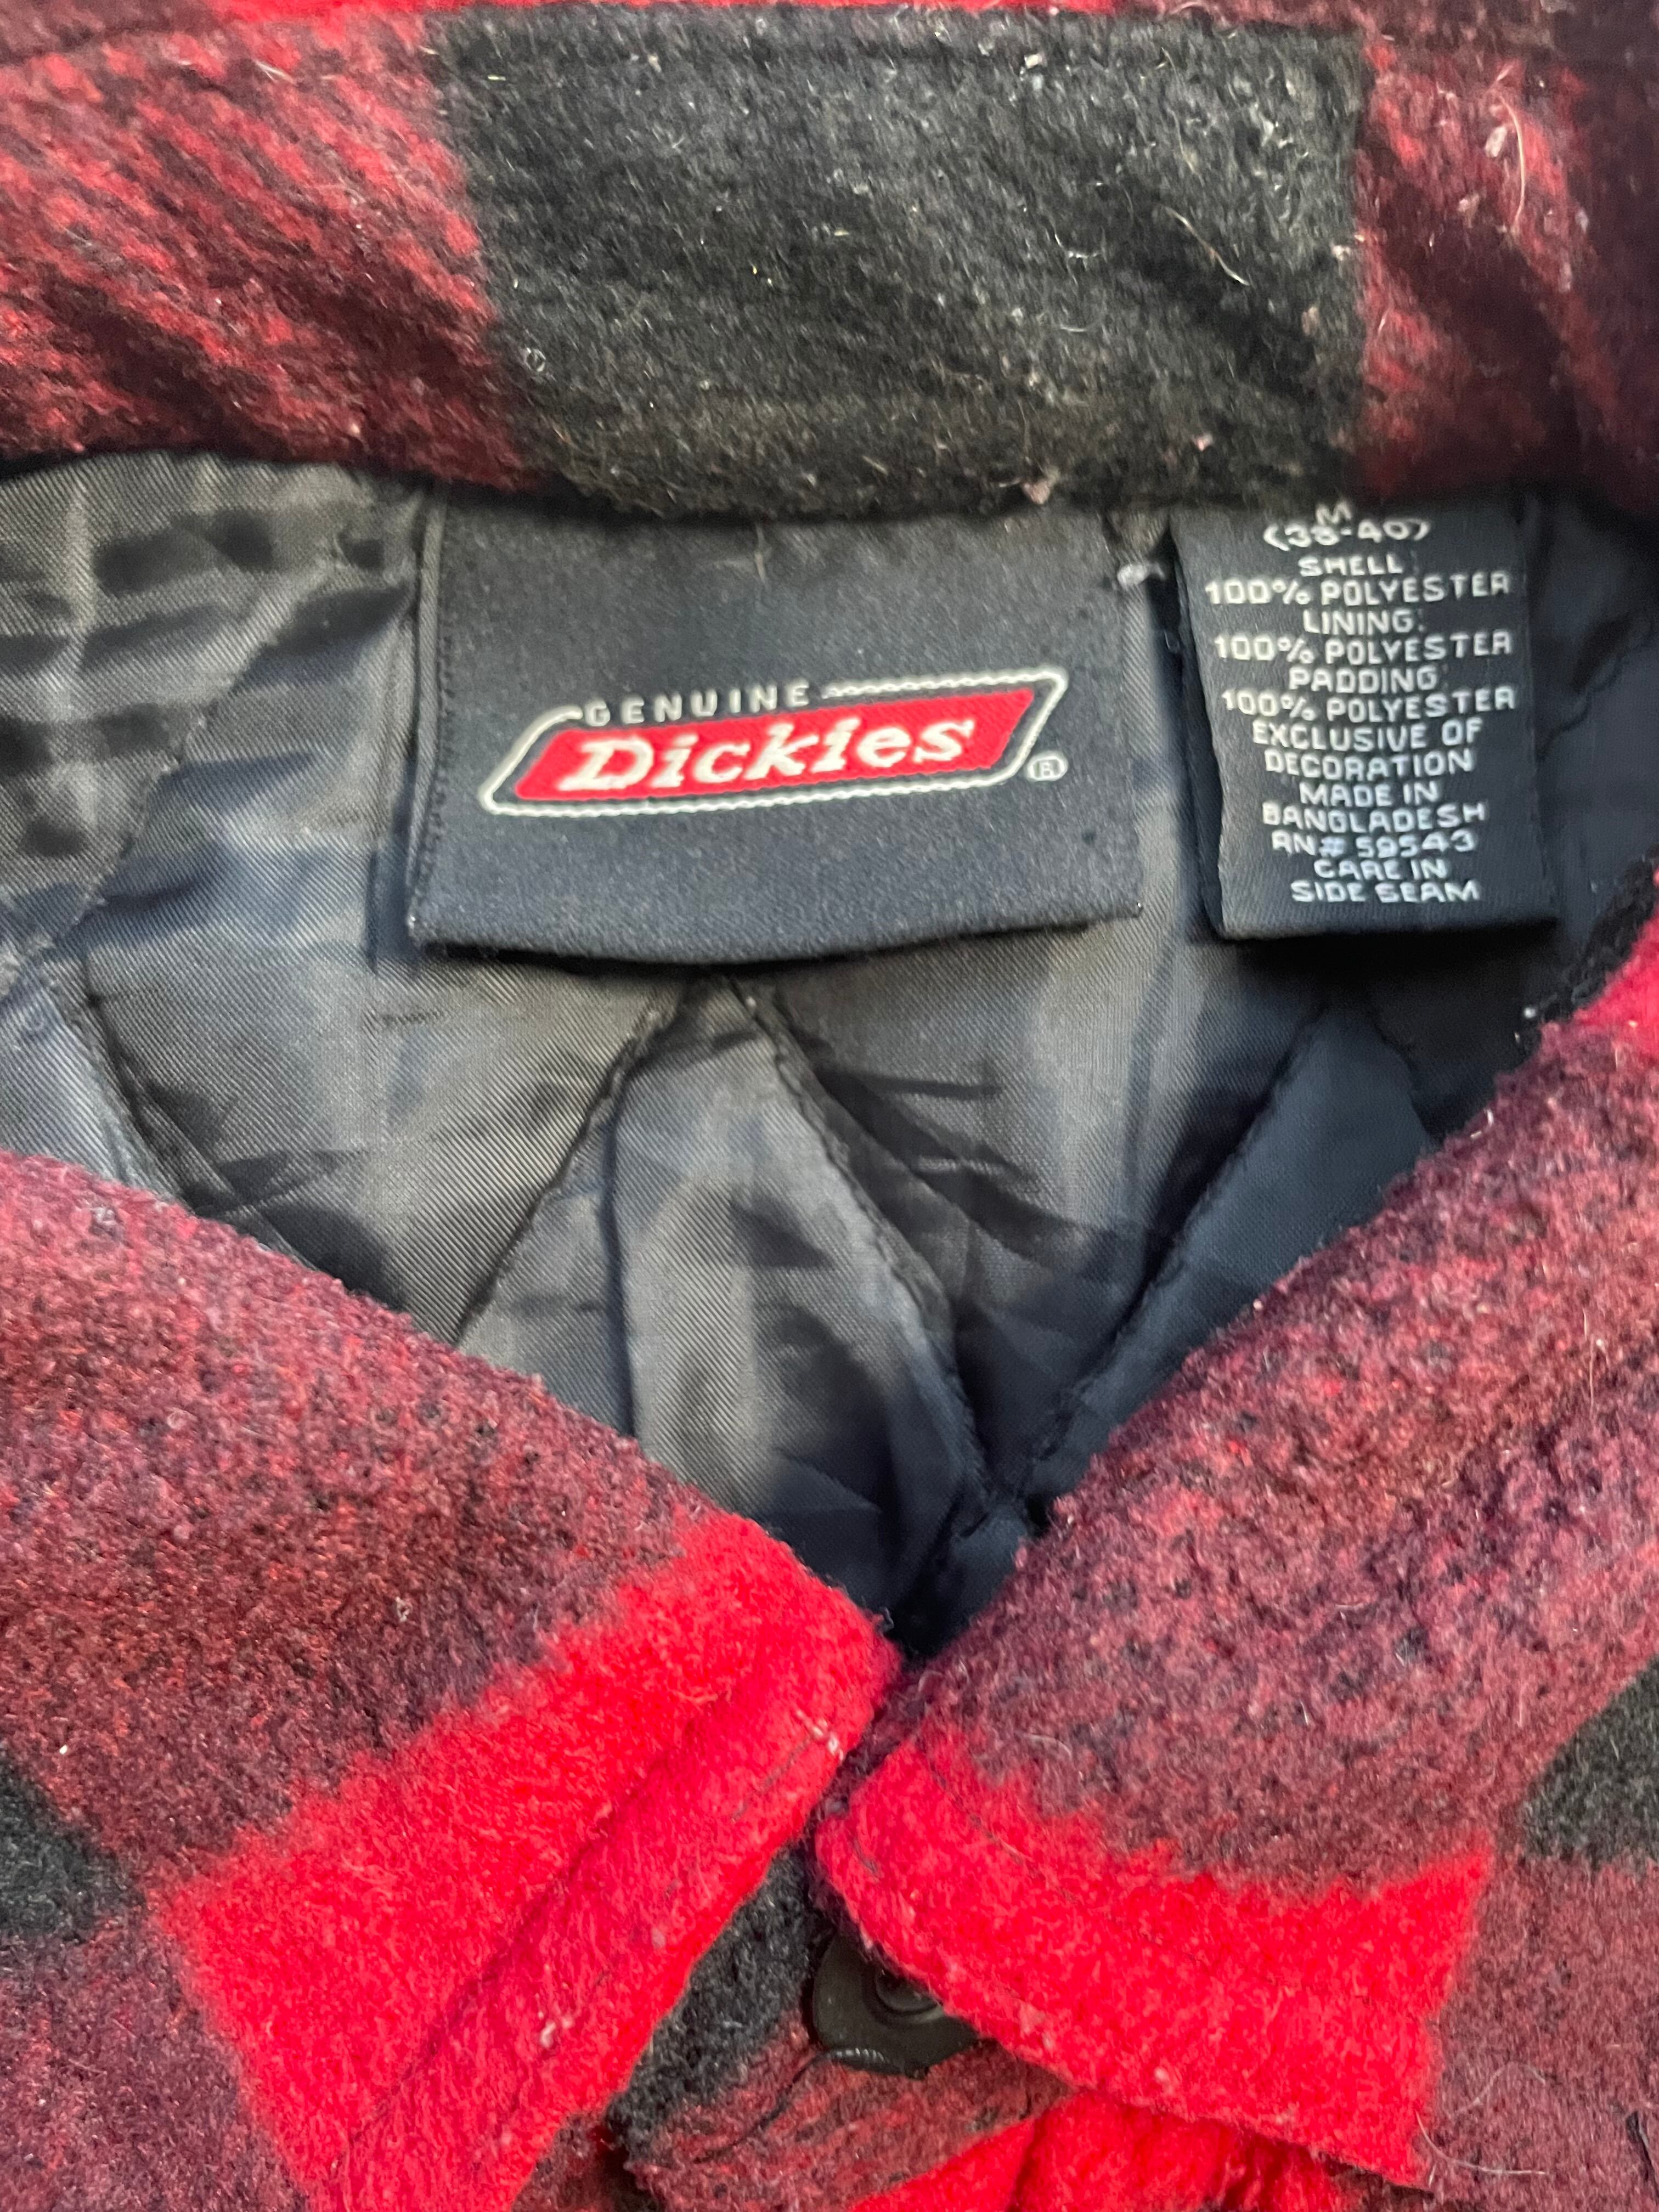 GENUINE
Dickies
®
M
(38-40)
SHELL:
100% POLYESTER
LINING:
100% POLYESTER
PADDING:
100% POLYESTER
EXCLUSIVE OF
DECORATION
MADE IN
BANGLADESH
RN# 59543
CARE IN
SIDE SEAM